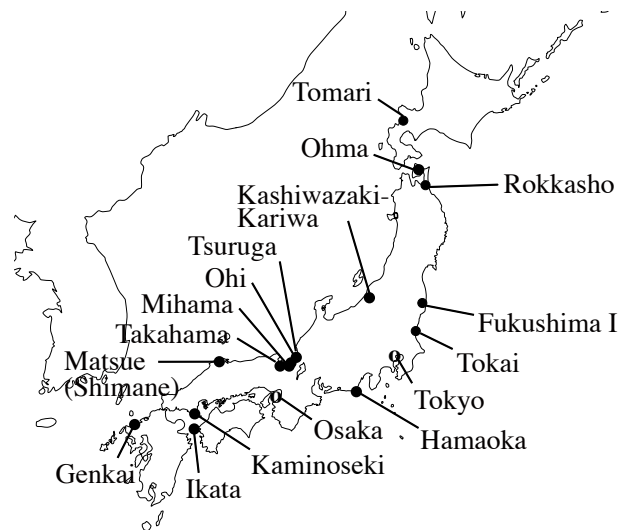 Tomari
Ohma
Rokkasho
Kashiwazaki-
Kariwa
Tsuruga
Ohi
Mihama
Takahama
Matsue
(Shimane)
Fukushima I
Tokai
Tokyo
Osaka
Hamaoka
Kaminoseki
Genkai
Ikata